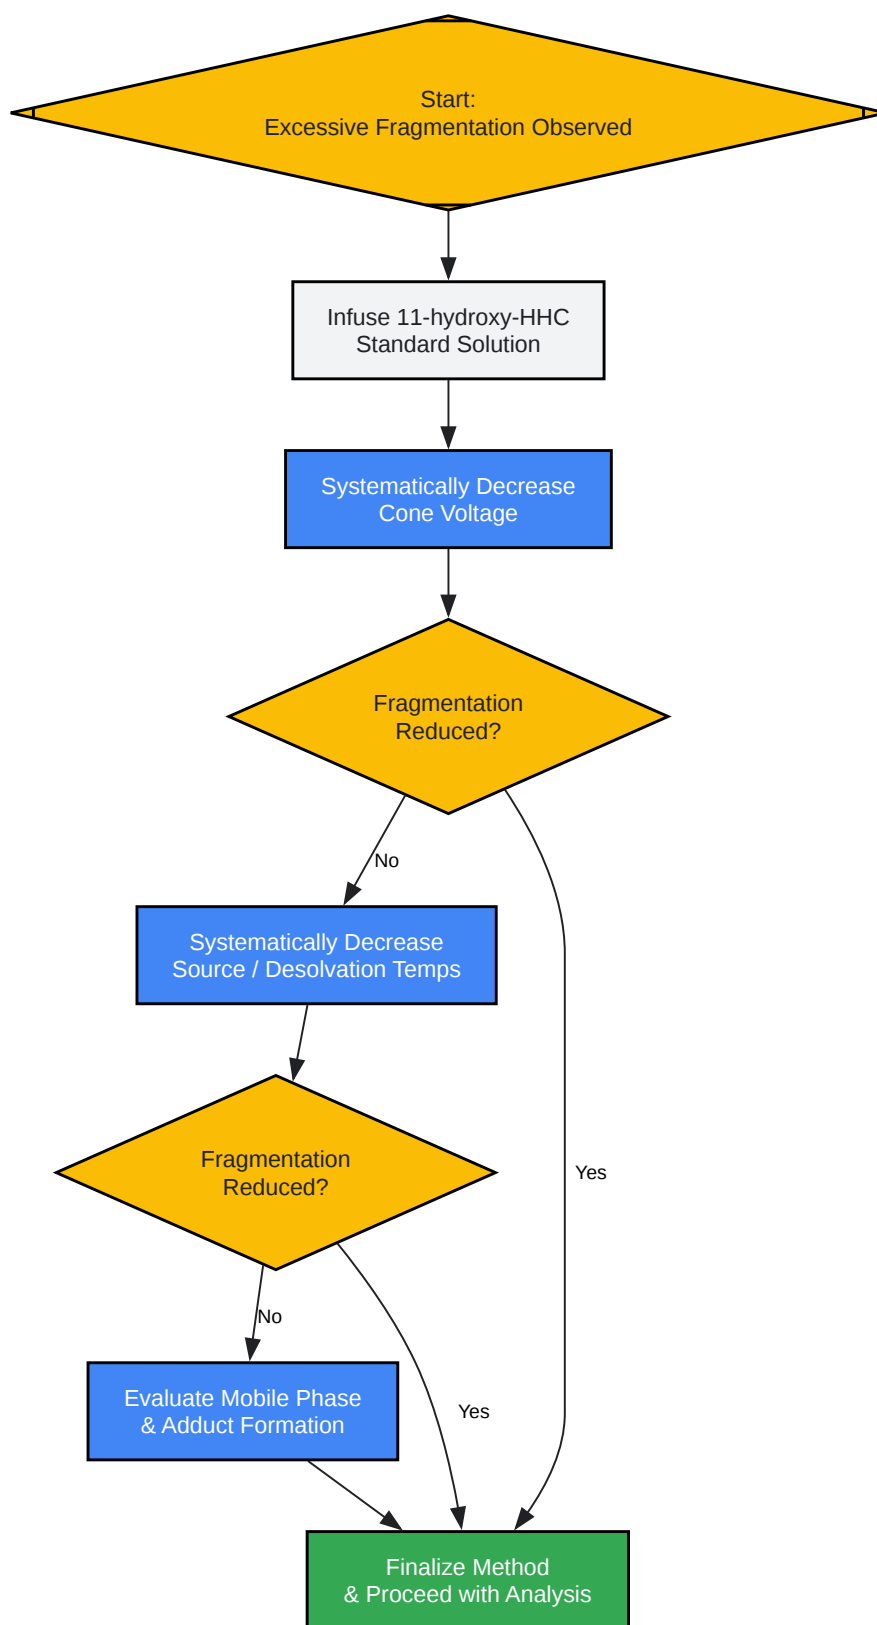 Start:
Excessive Fragmentation Observed
Infuse 11-hydroxy-HHC
Standard Solution
Systematically Decrease
Cone Voltage
Fragmentation
Reduced?
No
Systematically Decrease
Source / Desolvation Temps
Fragmentation
Reduced?
Yes
No
Evaluate Mobile Phase
& Adduct Formation
Yes
Finalize Method
& Proceed with Analysis